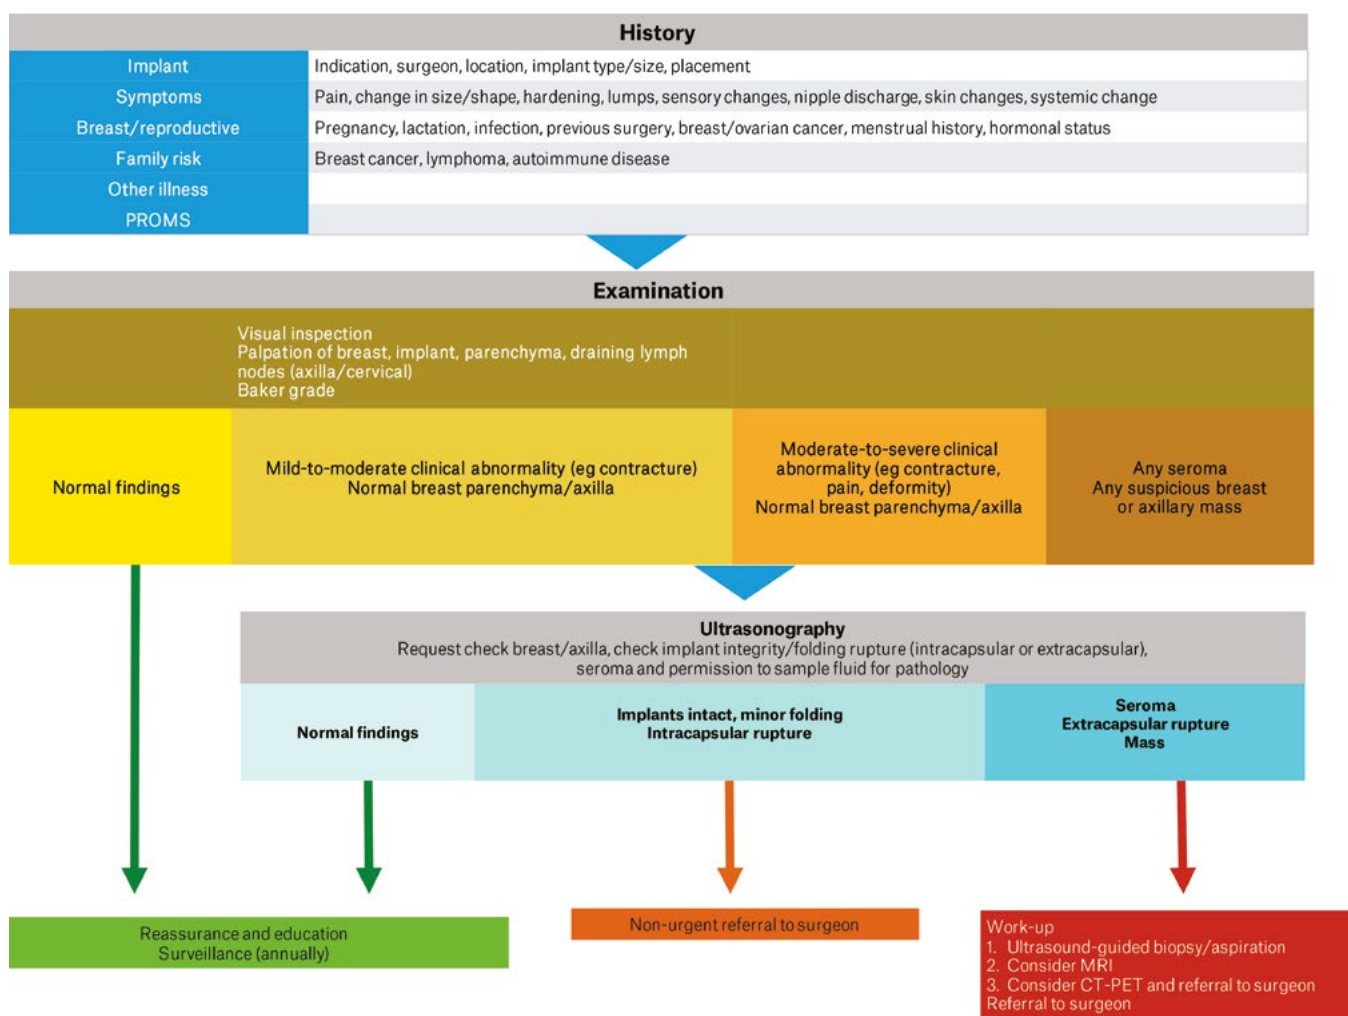 History
Implant
Indication, surgeon, location, implant type/size, placement
Symptoms
Pain, change in size/shape, hardening, lumps, sensory changes, nipple discharge, skin changes, systemic change
Breast/reproductive
Pregnancy, lactation, infection, previous surgery, breast/ovarian cancer, menstrual history, hormonal status
Family risk
Breast cancer, lymphoma, autoimmune disease
Other illness
PROMS
Examination
Visual inspection
Palpation of breast, implant, parenchyma, draining lymph
nodes (axilla/cervical)
Baker grade
Normal findings
Mild-to-moderate clinical abnormality (eg contracture)
Normal breast parenchyma/axilla
Moderate-to-severe clinical
abnormality (eg contracture,
pain, deformity)
Normal breast parenchyma/axilla
Any seroma
Any suspicious breast
or axillary mass
Ultrasonography
Request check breast/axilla, check implant integrity/folding rupture (intracapsular or extracapsular),
seroma and permission to sample fluid for pathology
Normal findings
Implants intact, minor folding
Intracapsular rupture
Seroma
Extracapsular rupture
Mass
Reassurance and education
Surveillance (annually)
Non-urgent referral to surgeon
Work-up
1. Ultrasound-guided biopsy/aspiration
2. Consider MRI
3. Consider CT-PET and referral to surgeon
Referral to surgeon